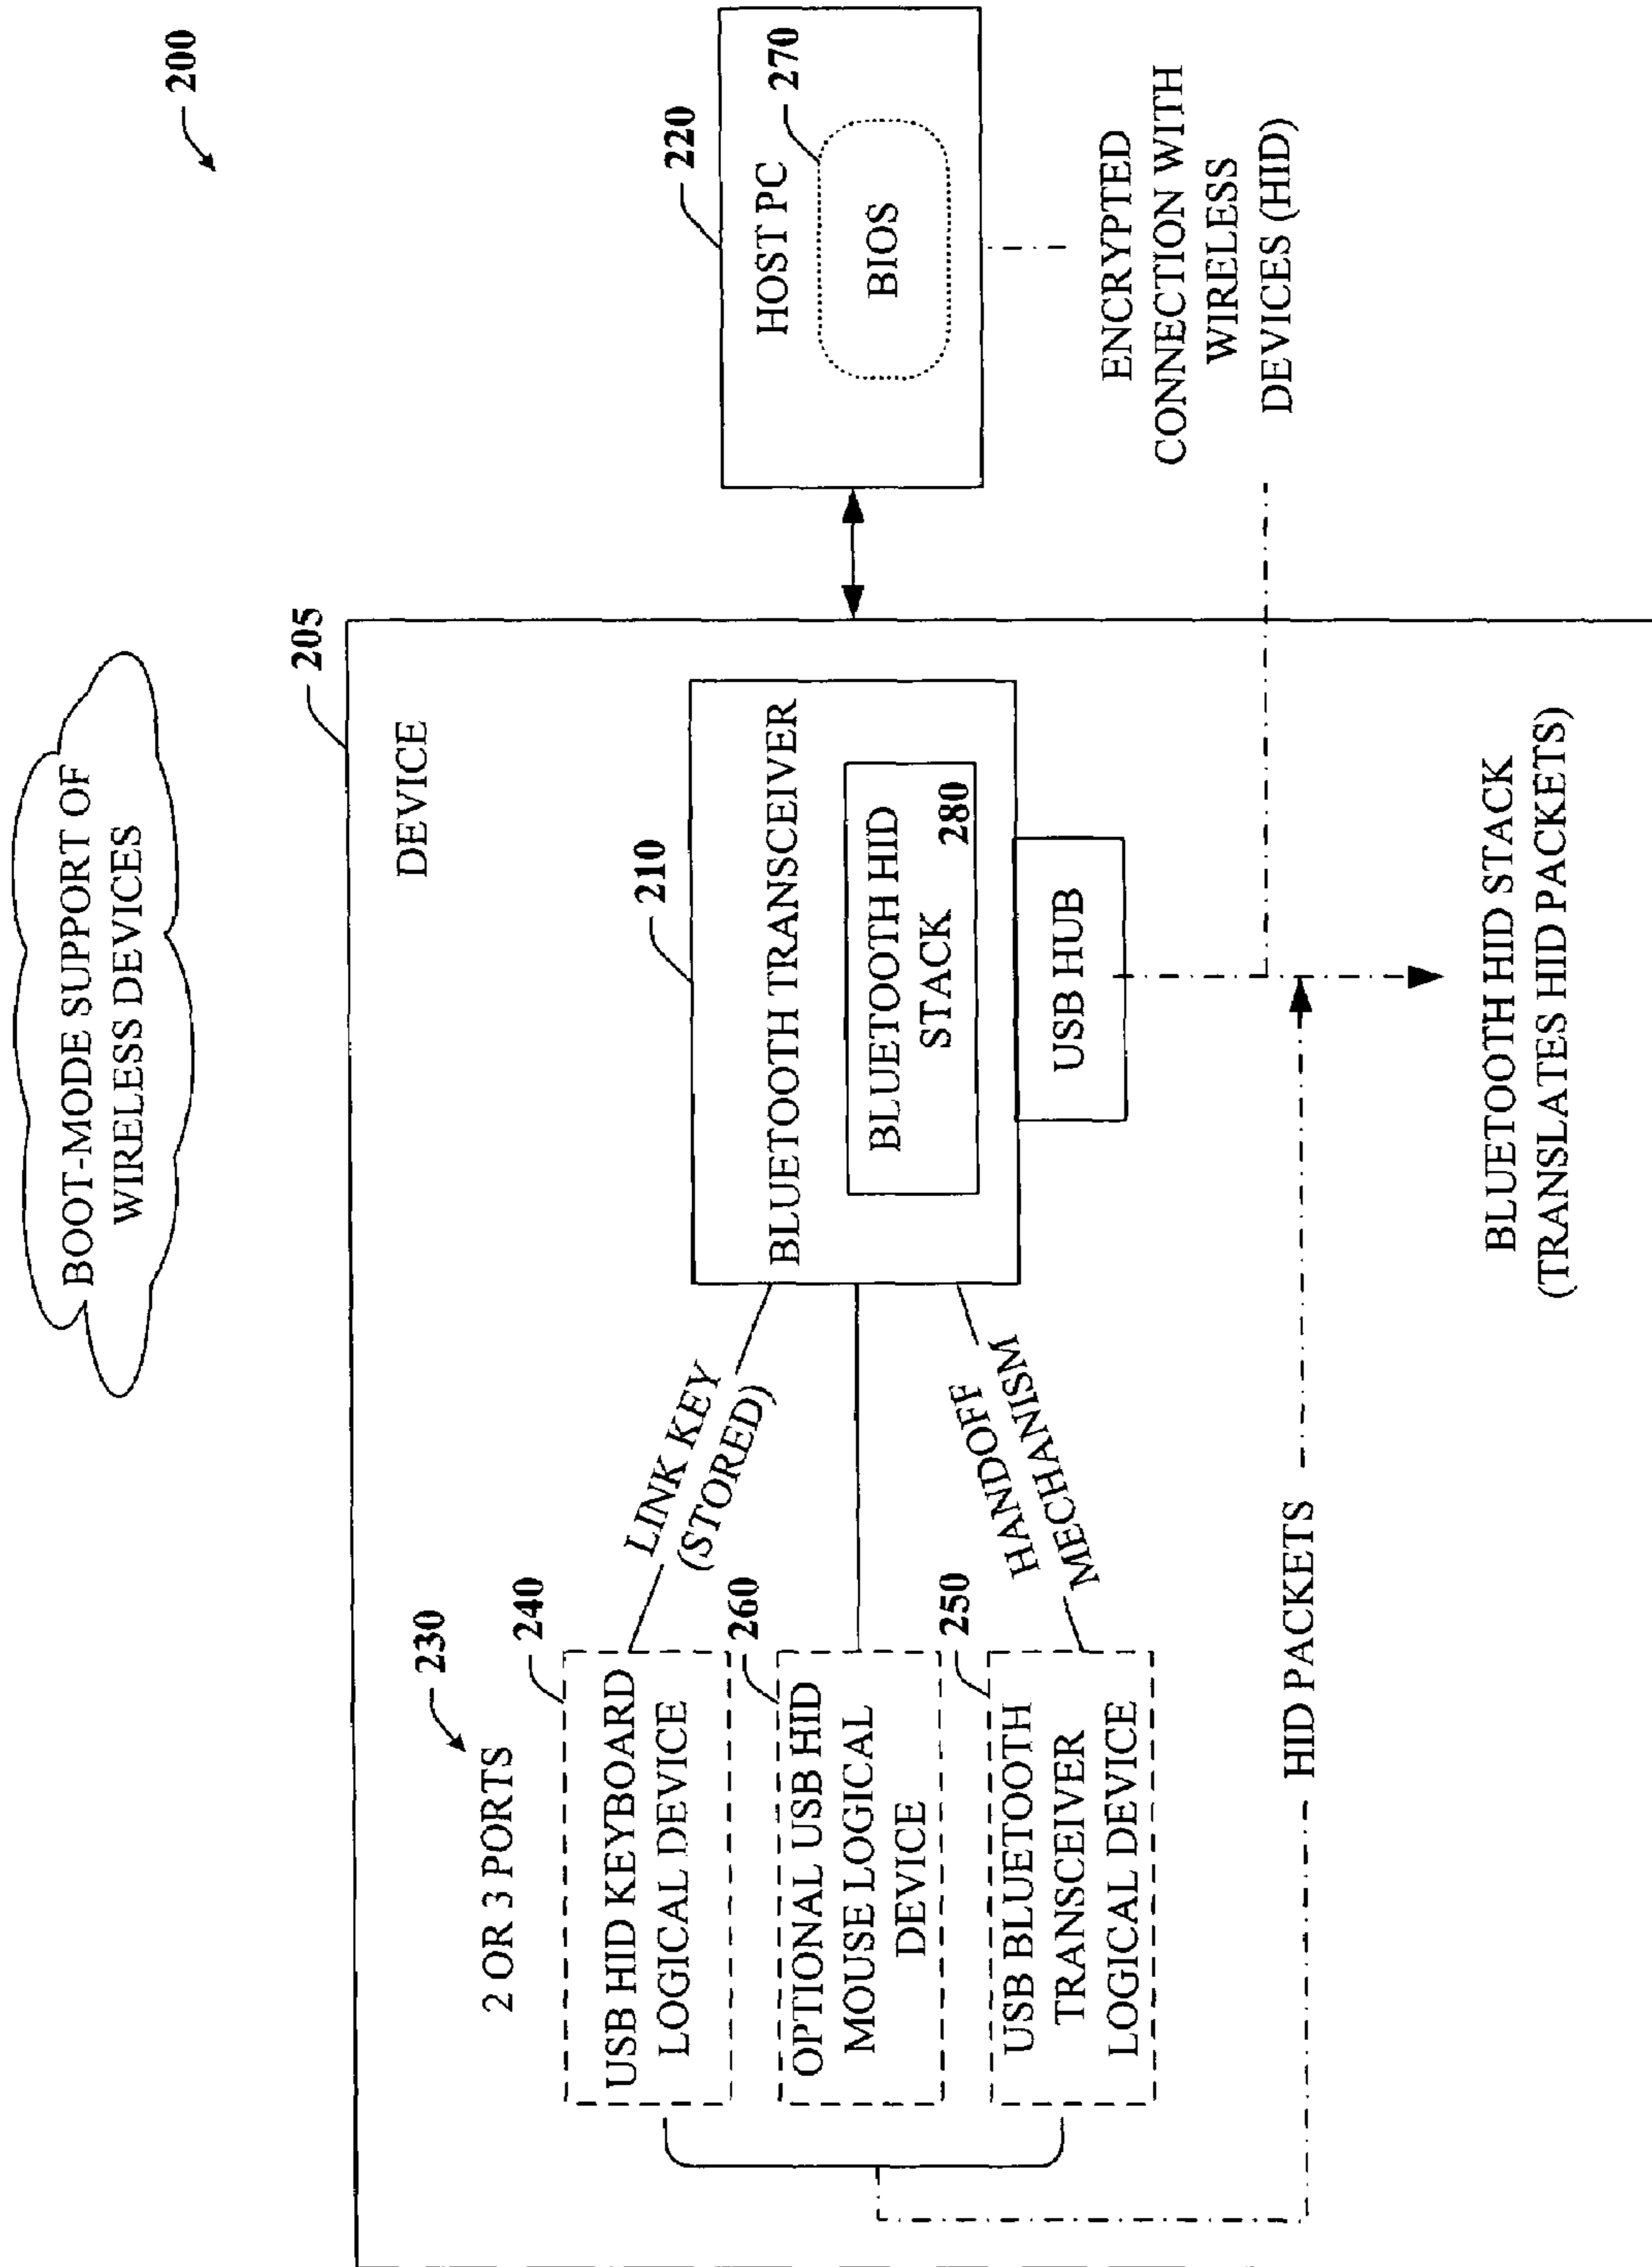 200
BOOT-MODE SUPPORT OF
WIRELESS DEVICES
205
DEVICE
2 OR 3 PORTS
230
240
USB HID KEYBOARD
LOGICAL DEVICE
LINK KEY
(STORED)
260
OPTIONAL USB HID
MOUSE LOGICAL
DEVICE
250
USB BLUETOOTH
TRANSCEIVER
LOGICAL DEVICE
HANDOFF
MECHANISM
210
BLUETOOTH TRANSCEIVER
BLUETOOTH HID
STACK
280
USB HUB
220
HOST PC
270
BIOS
ENCRYPTED
CONNECTION WITH
WIRELESS
DEVICES (HID)
HID PACKETS
BLUETOOTH HID STACK
(TRANSLATES HID PACKETS)